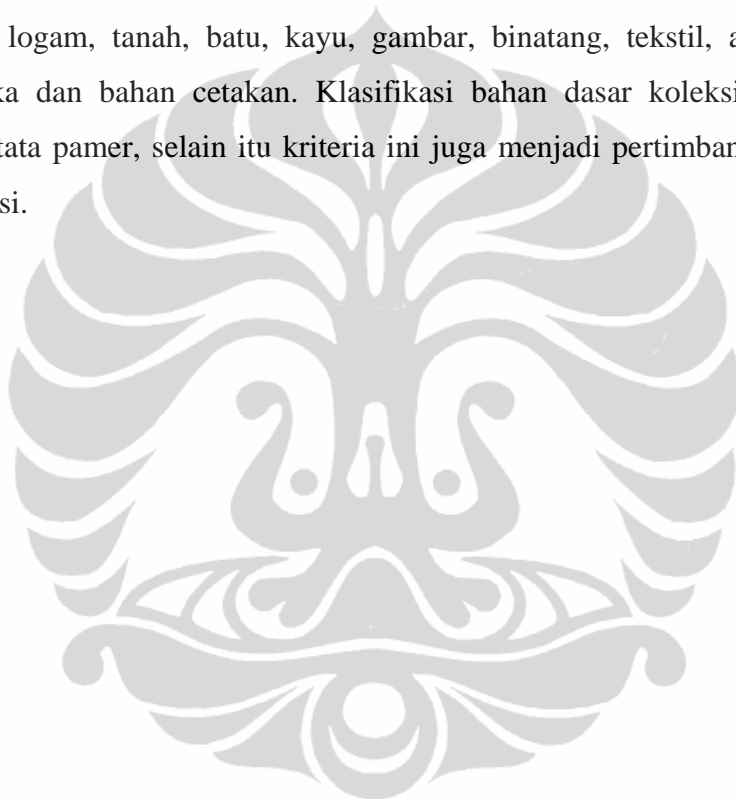 logam, tanah, batu, kayu, gambar, binatang, tekstil, a
ka dan bahan cetakan. Klasifikasi bahan dasar koleksi
tata pamer, selain itu kriteria ini juga menjadi pertimban
si.